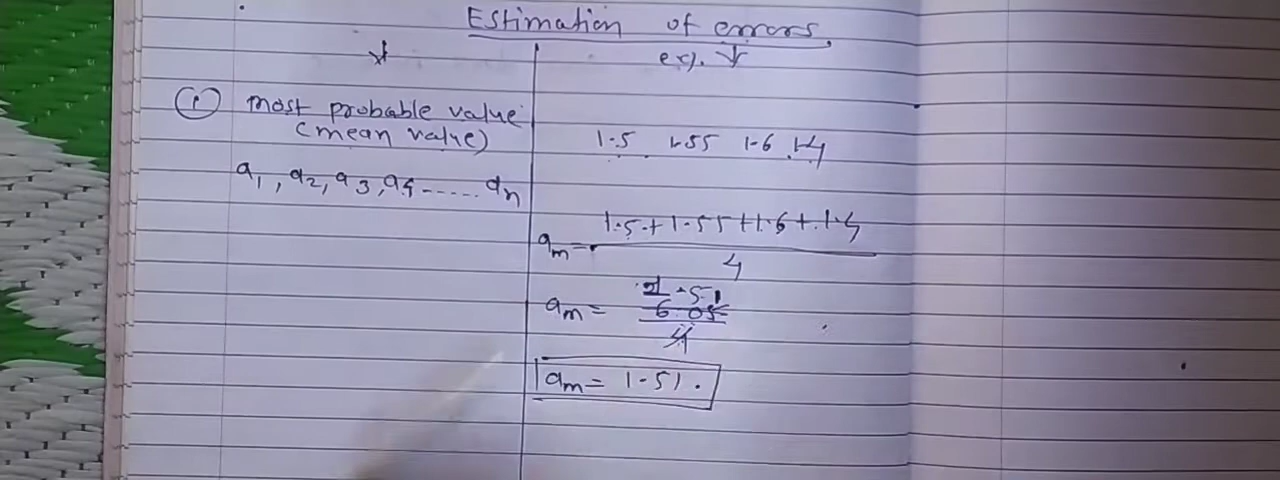 Estimation of errors,
ex).
① most probable value
(mean value)
a1, a2, a3, a4 ...... an
1.5 1.55 1.6 1.4
am = 1.5 + 1.55 + 1.6 + 1.4
4
1.51
am = 6.05
4
am = 1.51.